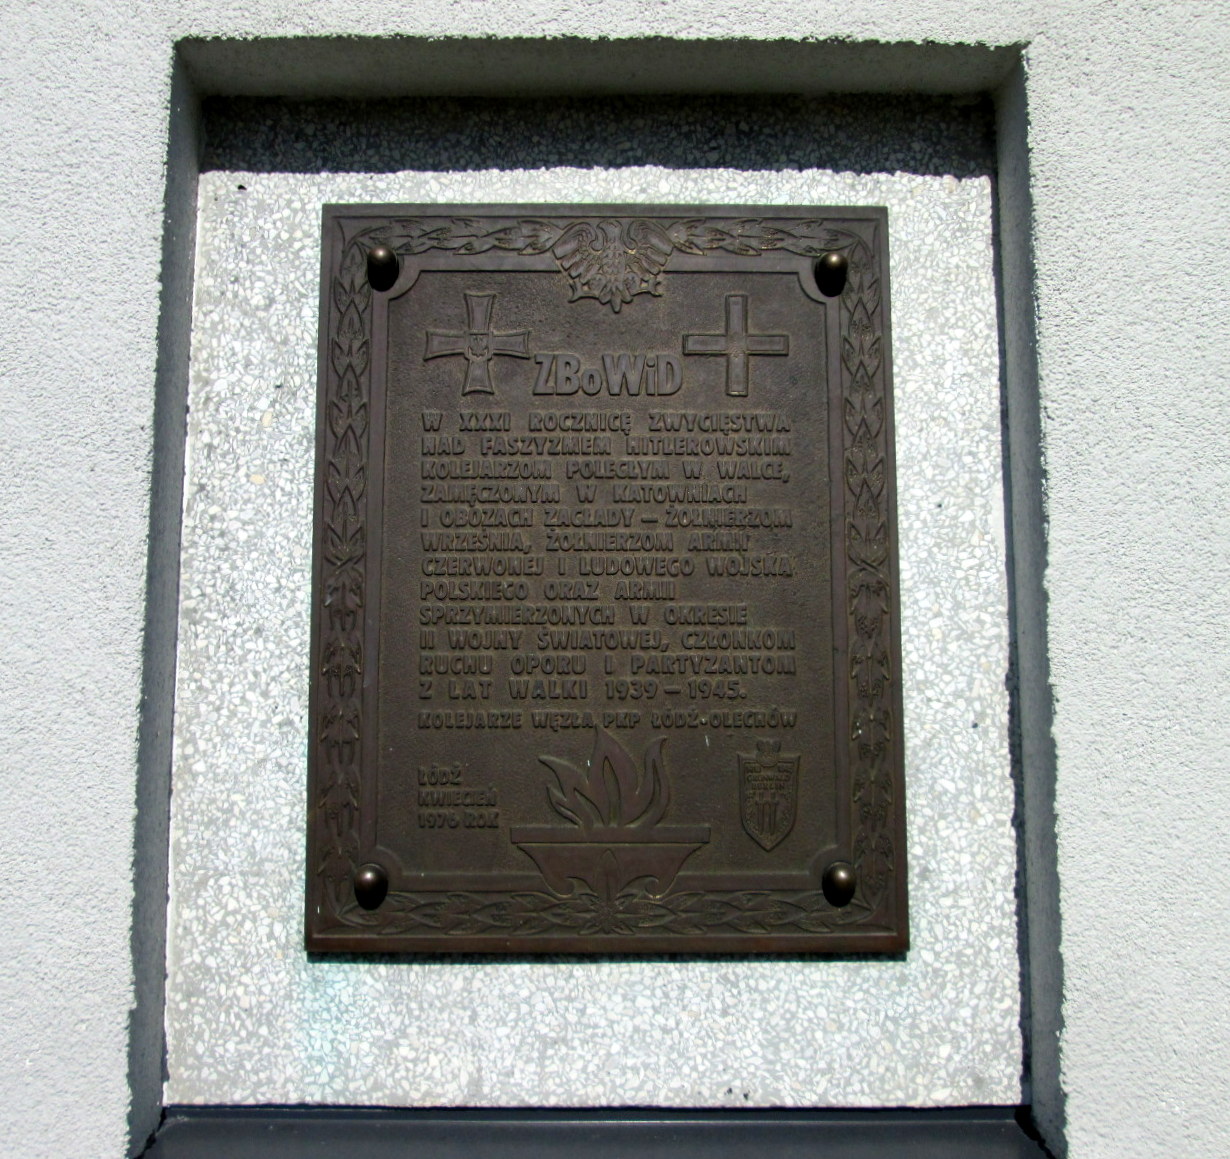 ZBoWiD
W XXXI ROCZNICĘ ZWYCIĘSTWA
NAD FASZYZMEM HITLEROWSKIM
KOLEJARZOM POLEGŁYM W WALCE,
ZAMĘCZONYM W KATOWNIACH
I OBOZACH ZAGŁADY – ŻOŁNIERZOM
WRZEŚNIA, ŻOŁNIERZOM ARMII
CZERWONEJ I LUDOWEGO WOJSKA
POLSKIEGO ORAZ ARMII
SPRZYMIERZONYCH W OKRESIE
II WOJNY ŚWIATOWEJ, CZŁONKOM
RUCHU OPORU I PARTYZANTOM
Z LAT WALKI 1939 – 1945.
KOLEJARZE WĘZŁA PKP ŁÓDŹ-OLECHÓW
ŁÓDŹ
KWIECIEŃ
1976 ROK